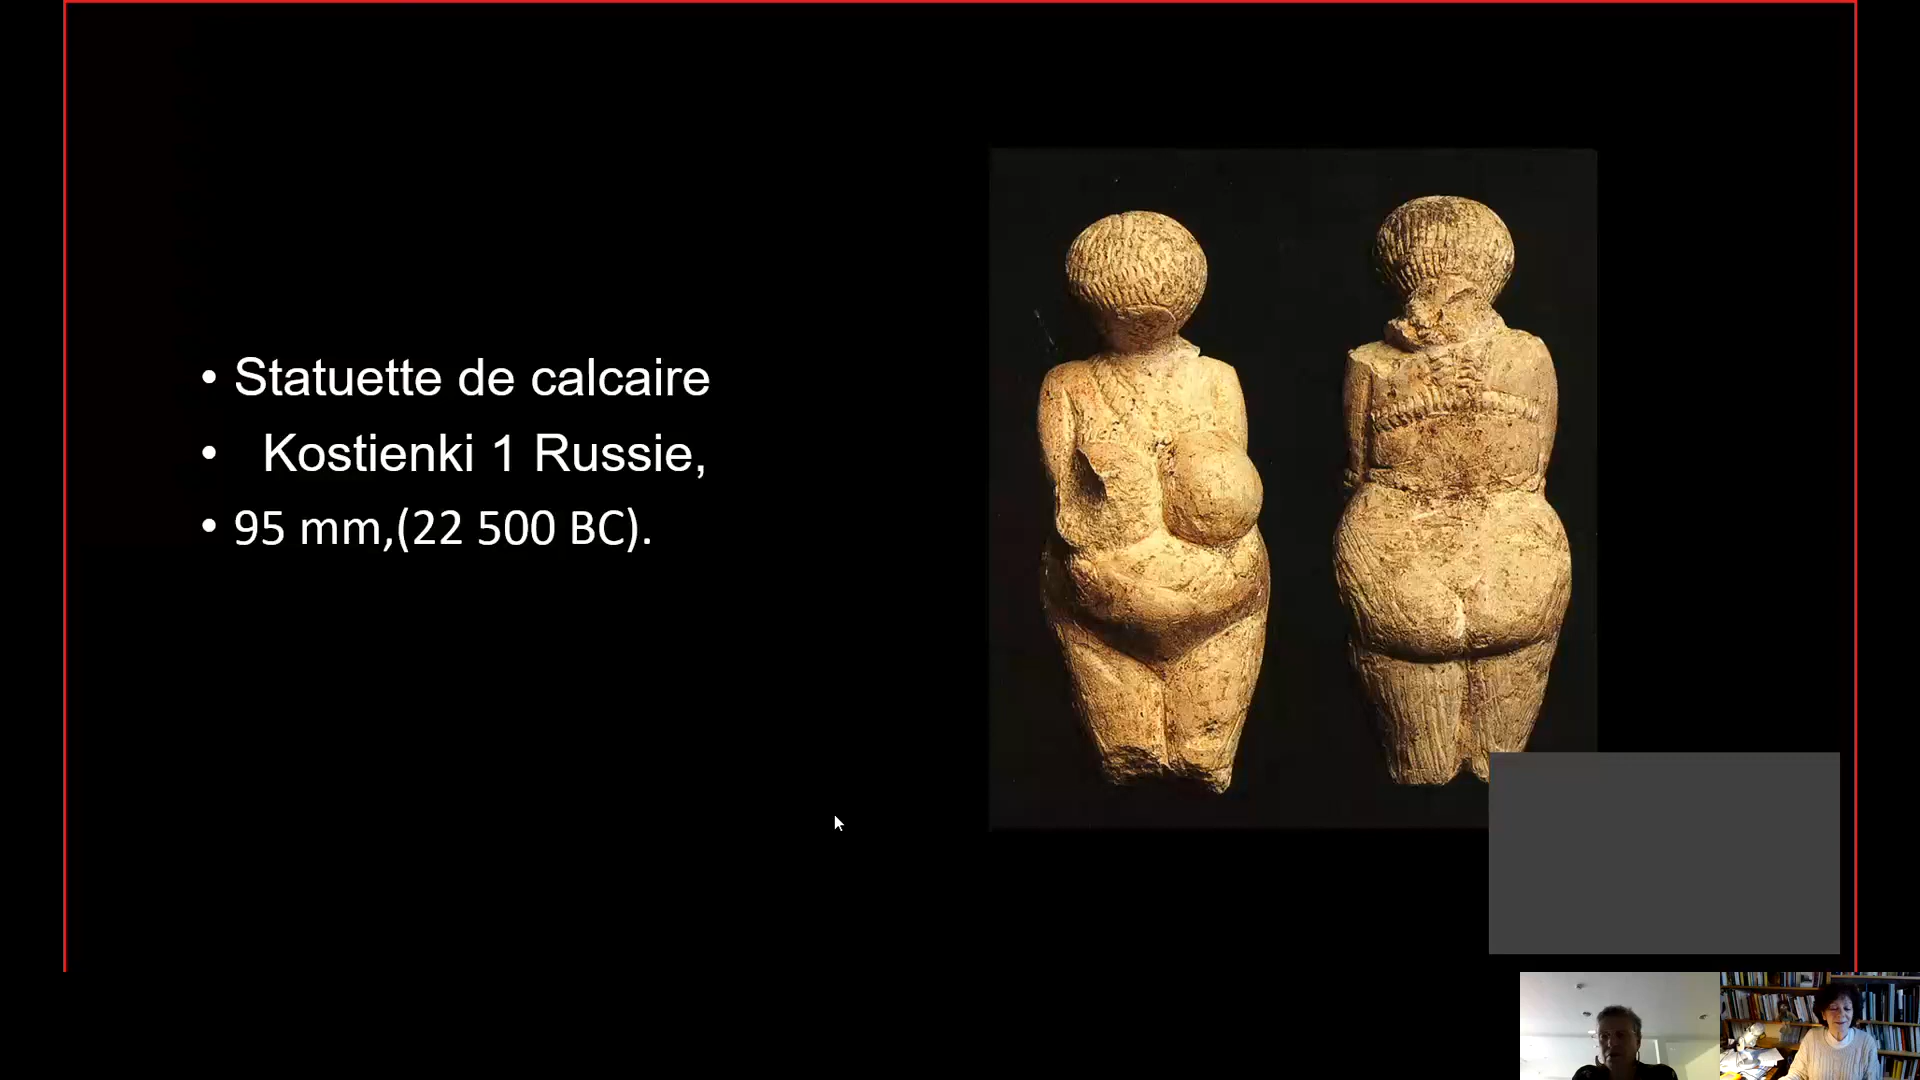 • Statuette de calcaire
• Kostienki 1 Russie,
• 95 mm,(22 500 BC).